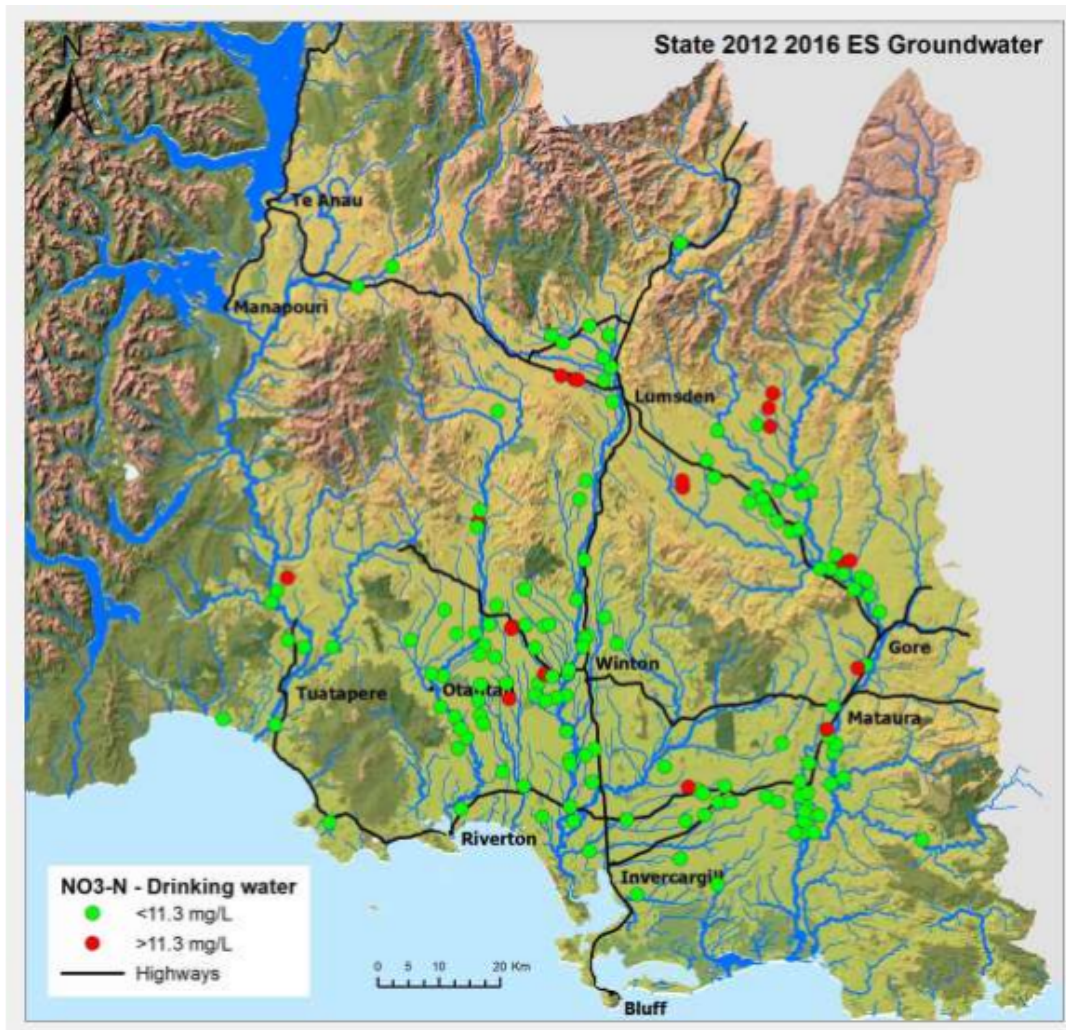 State 2012 2016 ES Groundwater
N
Te Anau
Manapouri
Lumsden
Gore
Winton
Tuatapere
Mataura
Riverton
Invercargill
NO3-N - Drinking water
<11.3 mg/L
>11.3 mg/L
Highways
0 5 10 20 Km
Bluff